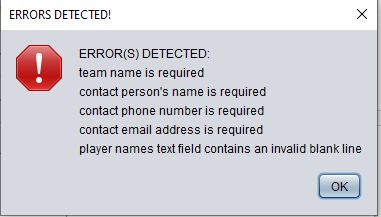 ERRORS DETECTED!
ERROR(S) DETECTED:
team name is required
contact person's name is required
contact phone number is required
contact email address is required
player names text field contains an invalid blank line
OK